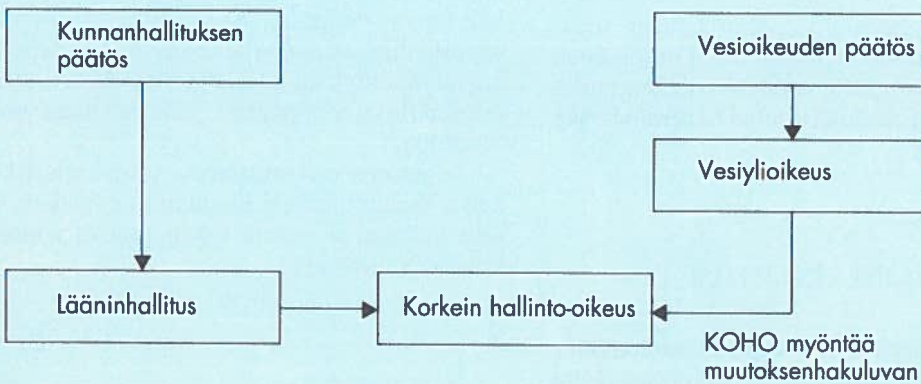 Kunnanhallituksen
päätös
Vesioikeuden päätös
Vesiylioikeus
Lääninhallitus
Korkein hallinto-oikeus
KOHO myöntää
muutoksenhakuluvan